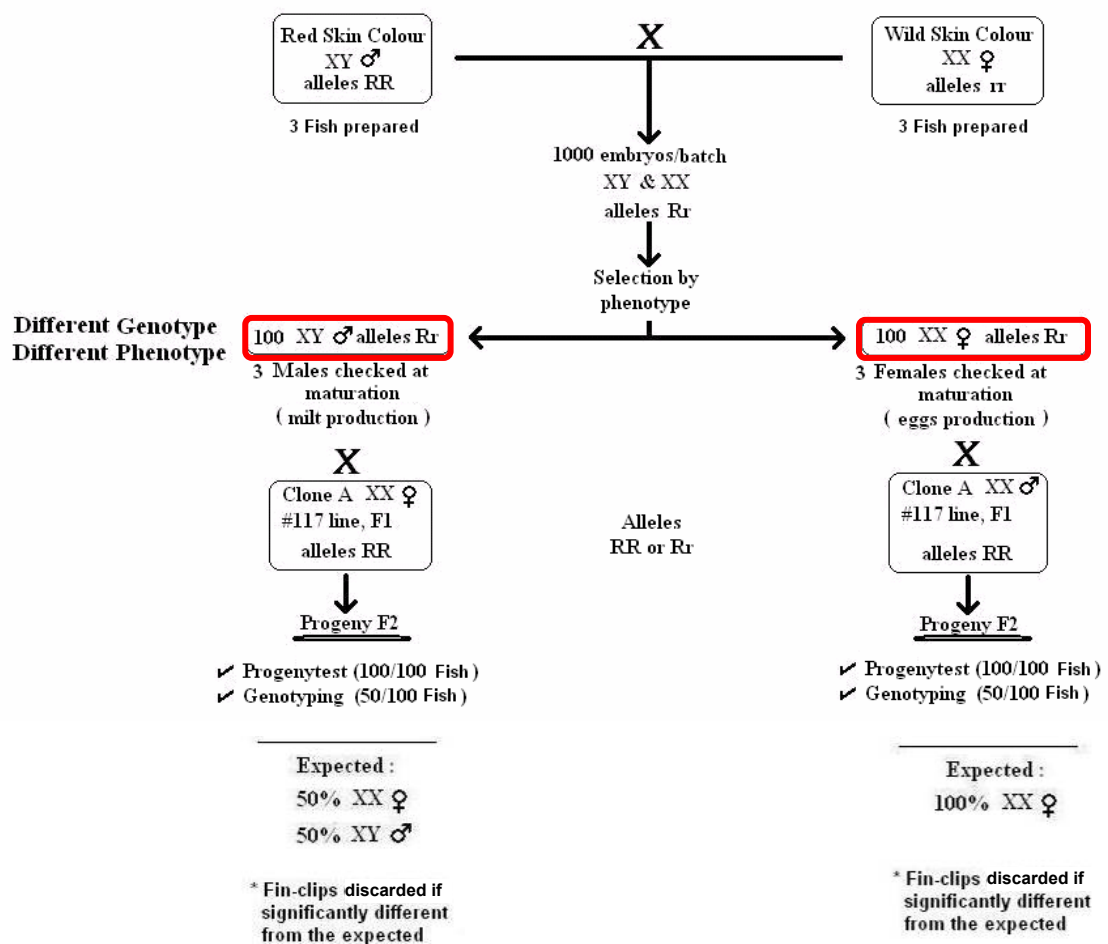 Red Skin Colour
XY ♂
alleles RR
3 Fish prepared
X
Wild Skin Colour
XX ♀
alleles rr
3 Fish prepared
1000 embryos/batch
XY & XX
alleles Rr
Selection by
phenotype
Different Genotype
Different Phenotype
100 XY ♂ alleles Rr
3 Males checked at
maturation
( milt production )
X
Clone A XX ♀
#117 line, F1
alleles RR
Progeny F2
✔ Progenytest (100/100 Fish)
✔ Genotyping (50/100 Fish)
Expected :
50% XX ♀
50% XY ♂
* Fin-clips discarded if
significantly different
from the expected
Alleles
RR or Rr
100 XX ♀ alleles Rr
3 Females checked at
maturation
( eggs production )
X
Clone A XX ♂
#117 line, F1
alleles RR
Progeny F2
✔ Progenytest (100/100 Fish)
✔ Genotyping (50/100 Fish)
Expected :
100% XX ♀
* Fin-clips discarded if
significantly different
from the expected